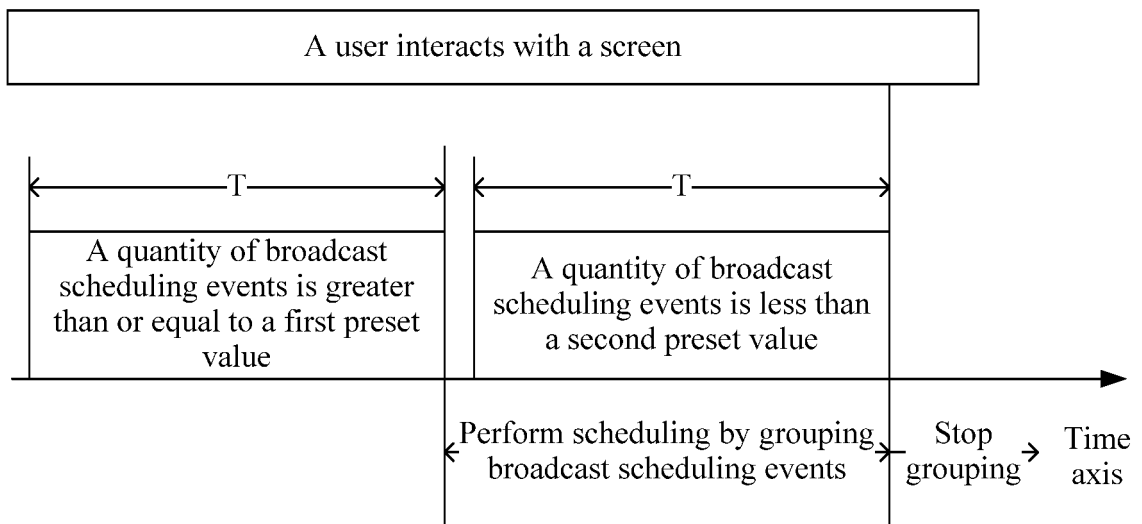 A user interacts with a screen
T
T
A quantity of broadcast
scheduling events is greater
than or equal to a first preset
value
A quantity of broadcast
scheduling events is less than
a second preset value
Perform scheduling by grouping
broadcast scheduling events
Stop
grouping
Time
axis